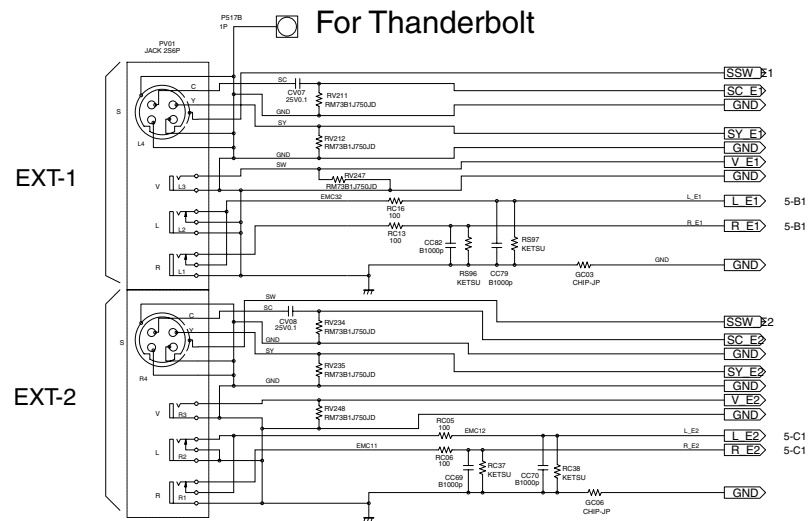 P517B
1P
For Thanderbolt
PV01
JACK 2S6P
SSW_E1
C
SC
CV07
25V0.1
RV211
RM73B1J750JD
SC_E1
Y
GND
GND
S
SY
SY_E1
L4
RV212
RM73B1J750JD
GND
GND
SW
V_E1
EXT-1
RV247
RM73B1J750JD
GND
V
L3
EMC32
RC16
100
L_E1
L_E1
5-B1
L
L2
RC13
100
R_E1
R_E1
5-B1
CC82
B1000p
RS97
KETSU
R
L1
RS96
KETSU
CC79
B1000p
GC03
CHIP-JP
GND
GND
SW
SSW_E2
C
SC
CV08
25V0.1
RV234
RM73B1J750JD
SC_E2
Y
GND
GND
S
SY
SY_E2
R4
RV235
RM73B1J750JD
GND
GND
EXT-2
V_E2
V
R3
RV248
RM73B1J750JD
GND
RC05
100
EMC12
L_E2
L_E2
5-C1
L
R2
EMC11
RC06
100
R_E2
R_E2
5-C1
CC69
B1000p
RC37
KETSU
CC70
B1000p
RC38
KETSU
R
R1
GC06
CHIP-JP
GND